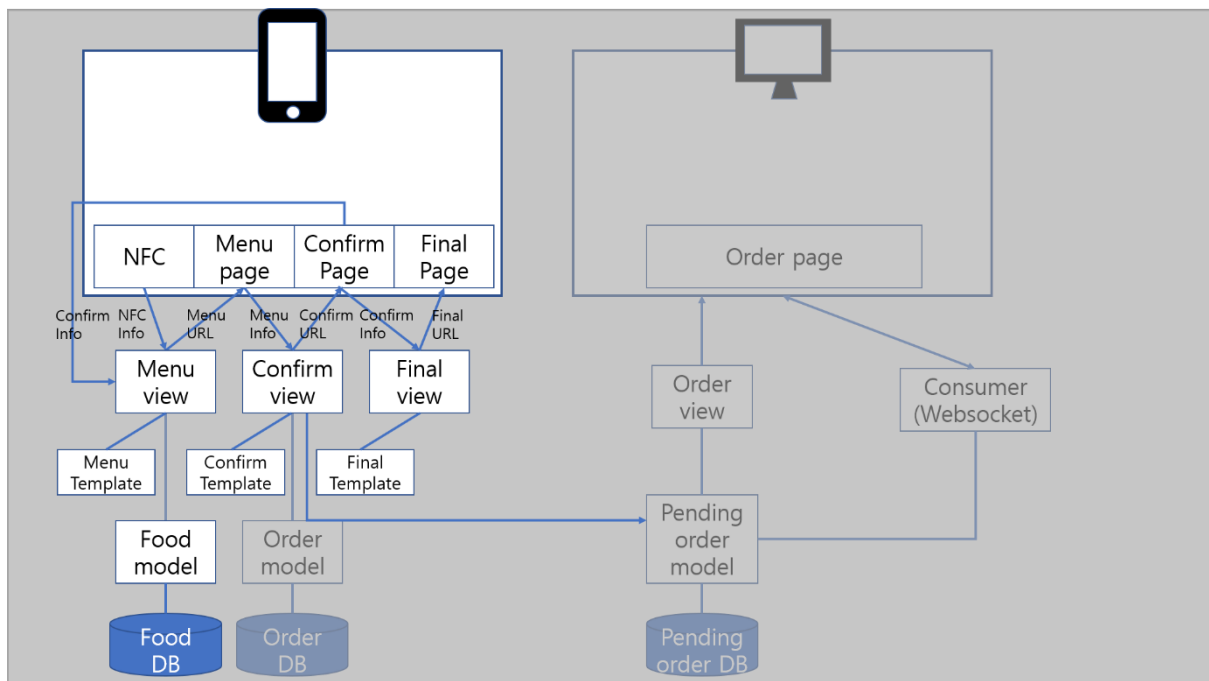 NFC
Menu
page
Confirm
Page
Final
Page
Order page
Confirm
Info
NFC
Info
Menu
URL
Menu
Info
Confirm
URL
Confirm
Info
Final
URL
Menu
view
Confirm
view
Final
view
Order
view
Consumer
(Websocket)
Menu
Template
Confirm
Template
Final
Template
Food
model
Order
model
Pending
order
model
Food
DB
Order
DB
Pending
order DB